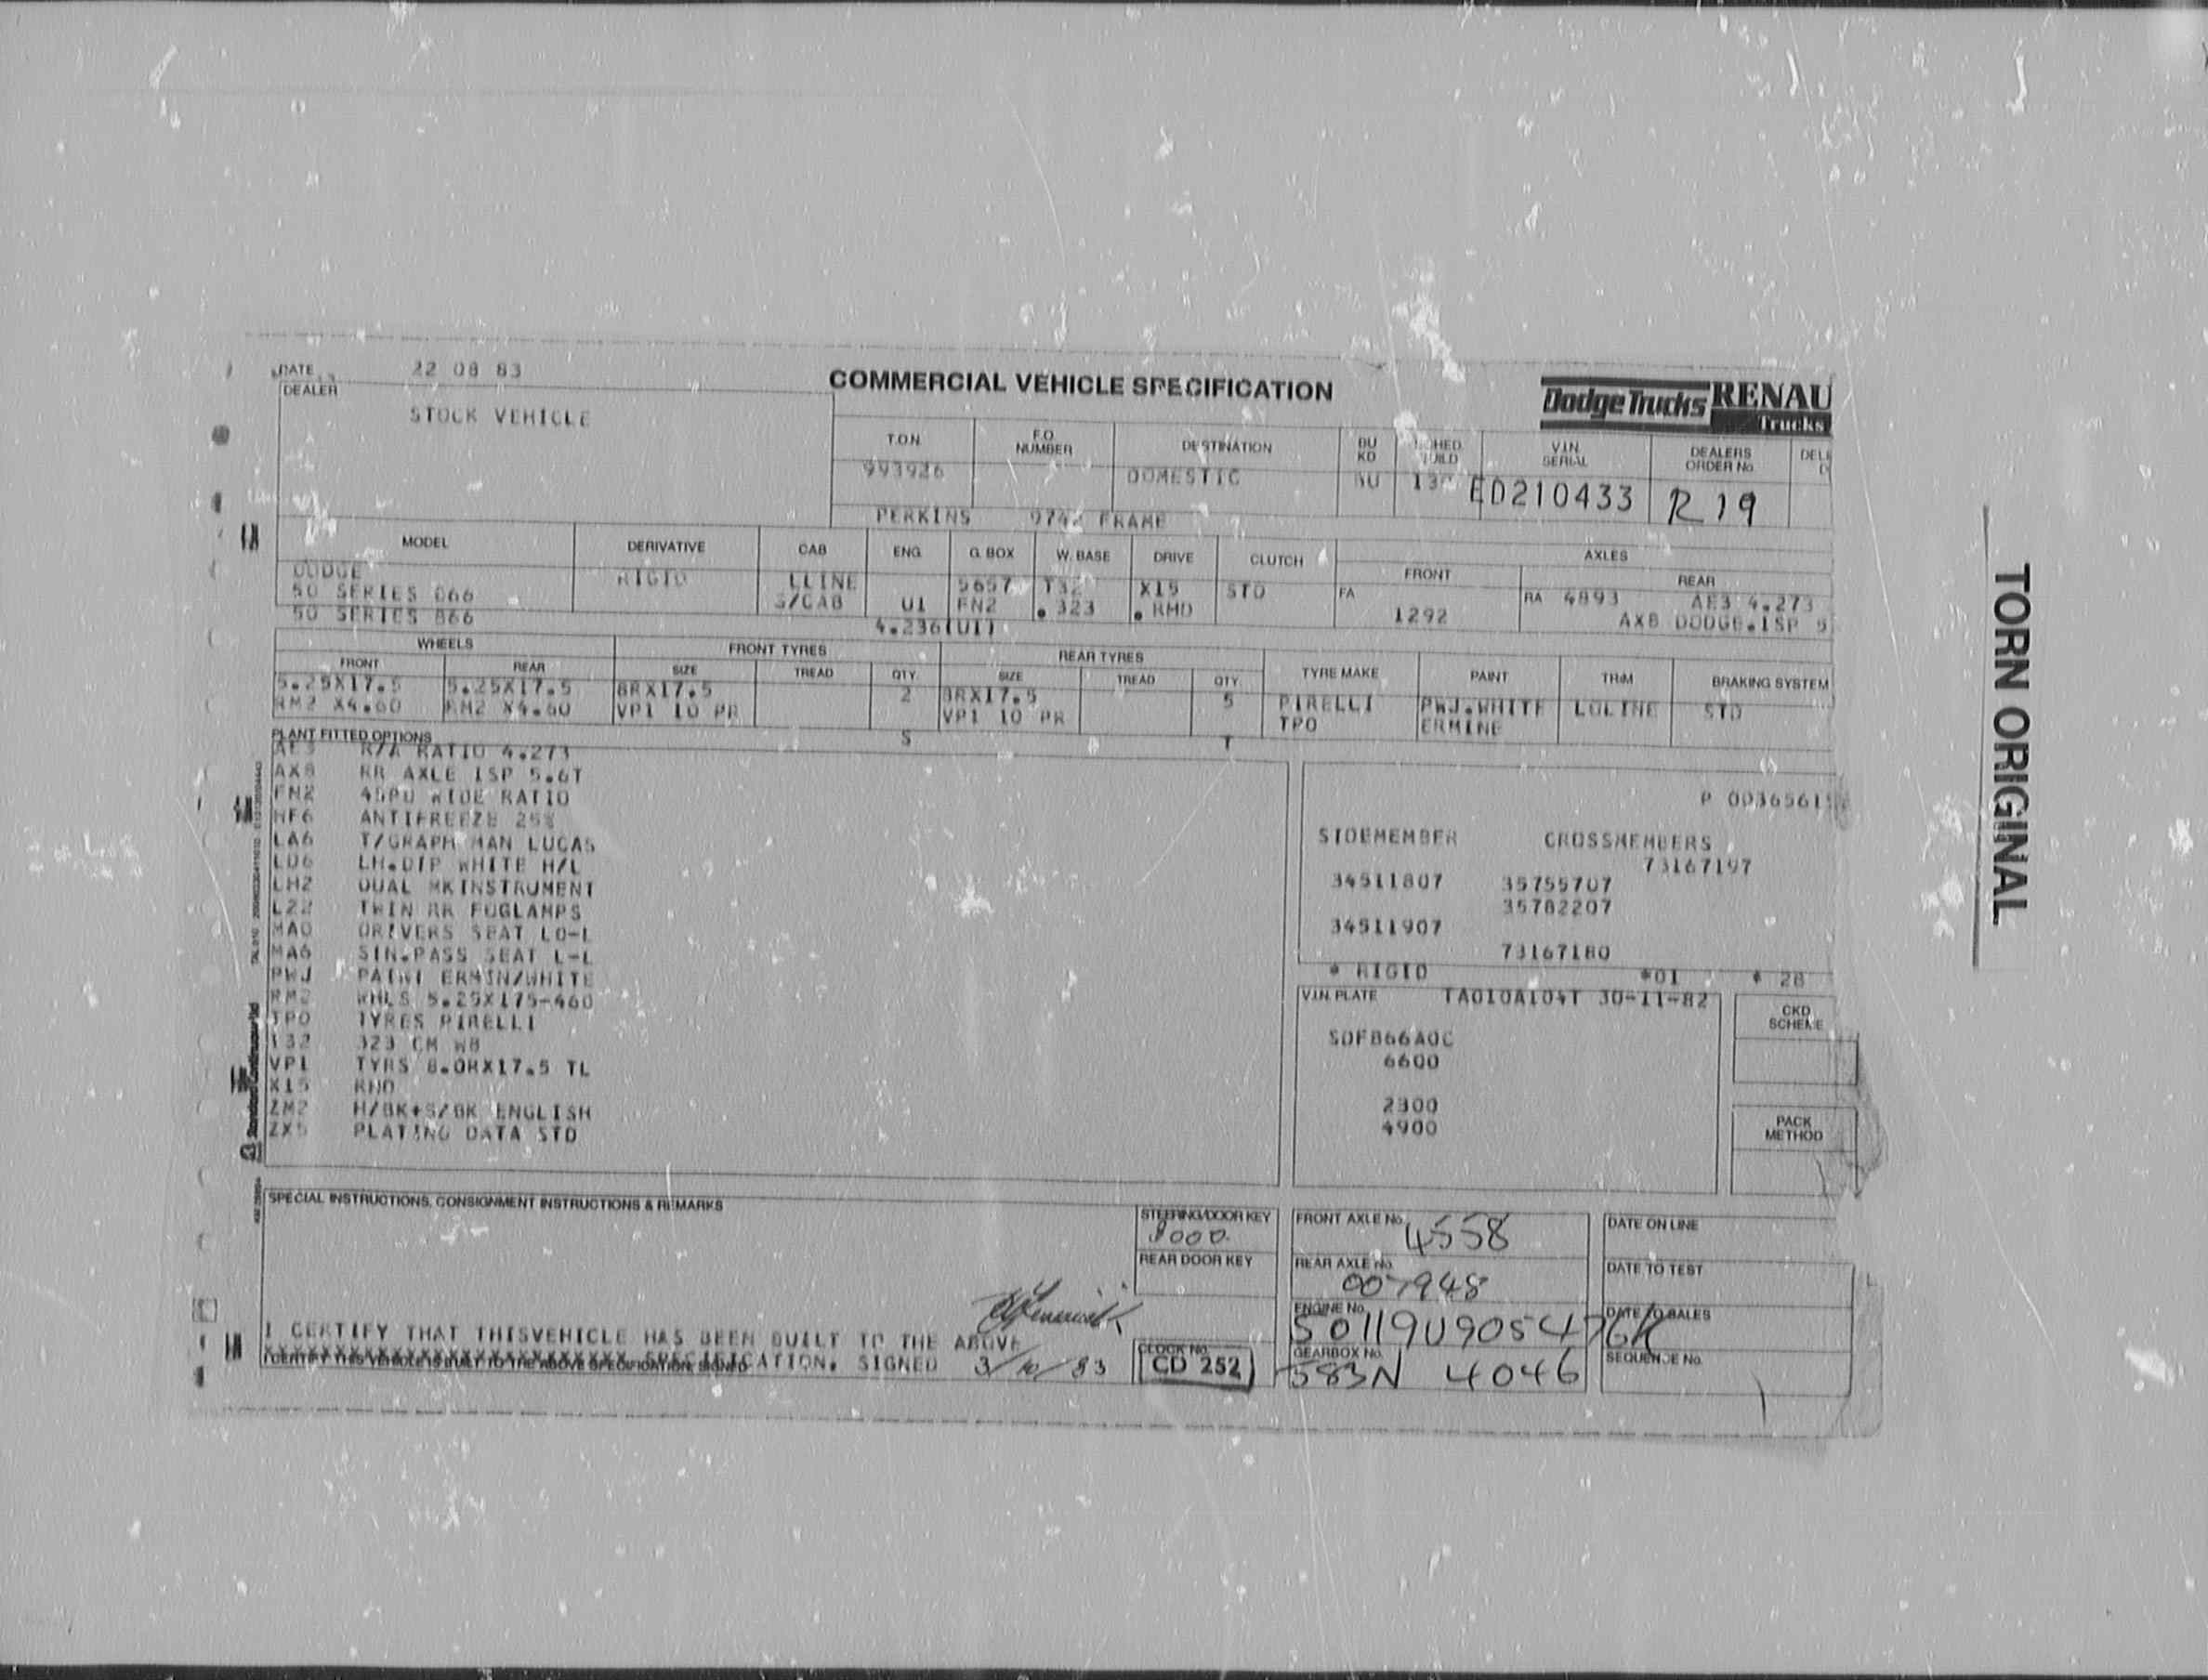 DATE 22 08 83
DEALER
STOCK VEHICLE
COMMERCIAL VEHICLE SPECIFICATION
Dodge Trucks RENAU
Trucks
T.O.N. F.O. NUMBER DESTINATION BU KD V.I.N. SERIAL DEALERS ORDER No
993926 DOMESTIC ED210433 R19
PERKINS 9742 FRAME
MODEL DERIVATIVE CAB ENG G. BOX W. BASE DRIVE CLUTCH AXLES
FRONT REAR
DODGE RIGID LLINE 5657 T32 X15 STD FA RA 4893 AE3 4.273
50 SERIES 866 S/CAB U1 FN2 .323 .RMD 1292 AX8 DODGE.ISP 5
50 SERIES 866 4.236(U1)
WHEELS FRONT TYRES REAR TYRES
FRONT REAR SIZE TREAD QTY. SIZE TREAD QTY. TYRE MAKE PAINT TRIM BRAKING SYSTEM
5.25X17.5 5.25X17.5 8RX17.5 2 8RX17.5 5 PIRELLI PWJ.WHITE LOLINE STD
RM2 X4.60 RM2 X4.60 VP1 10 PR VP1 10 PR TPO ERMINE
S T
PLANT FITTED OPTIONS
AE3 R/A RATIO 4.273
AX8 RR AXLE ISP 5.6T
FN2 WIDE RATIO
HF6 ANTIFREEZE 25%
LA6 T/GRAPH MAN LUCAS
LD6 LH.DIP WHITE H/L
LH2 DUAL MKINSTRUMENT
L22 TWIN RR FOGLAMPS
MA0 DRIVERS SEAT LO-L
MA6 SIN.PASS SEAT L-L
PWJ PAINT ERMIN/WHITE
RM2 WHLS 5.25X175-460
TPO TYRES PIRELLI
T32 323 CM WB
VP1 TYRS 8.0RX17.5 TL
X15 RHD
ZM2 H/BK+S/BK ENGLISH
ZX5 PLATING DATA STD
SIDEMEMBER CROSSMEMBERS
73167197
34511807 35755707
35782207
34511907
73167180
* RIGID *01 * 28
V.I.N. PLATE TA010A104T 30-11-82
SDFB66A0C
6600
2300
4900
CKD SCHEME
PACK METHOD
SPECIAL INSTRUCTIONS, CONSIGNMENT INSTRUCTIONS & REMARKS
STEERING/DOOR KEY
REAR DOOR KEY
FRONT AXLE No. 4558
REAR AXLE No. 007948
ENGINE No.
GEARBOX No. 583N 4046
DATE ON LINE
DATE TO TEST
DATE TO SALES
SEQUENCE No.
I CERTIFY THAT THISVEHICLE HAS BEEN BUILT TO THE ABOVE
SPECIFICATION. SIGNED 3/10/83
CLOCK No.
CD 252
TORN ORIGINAL